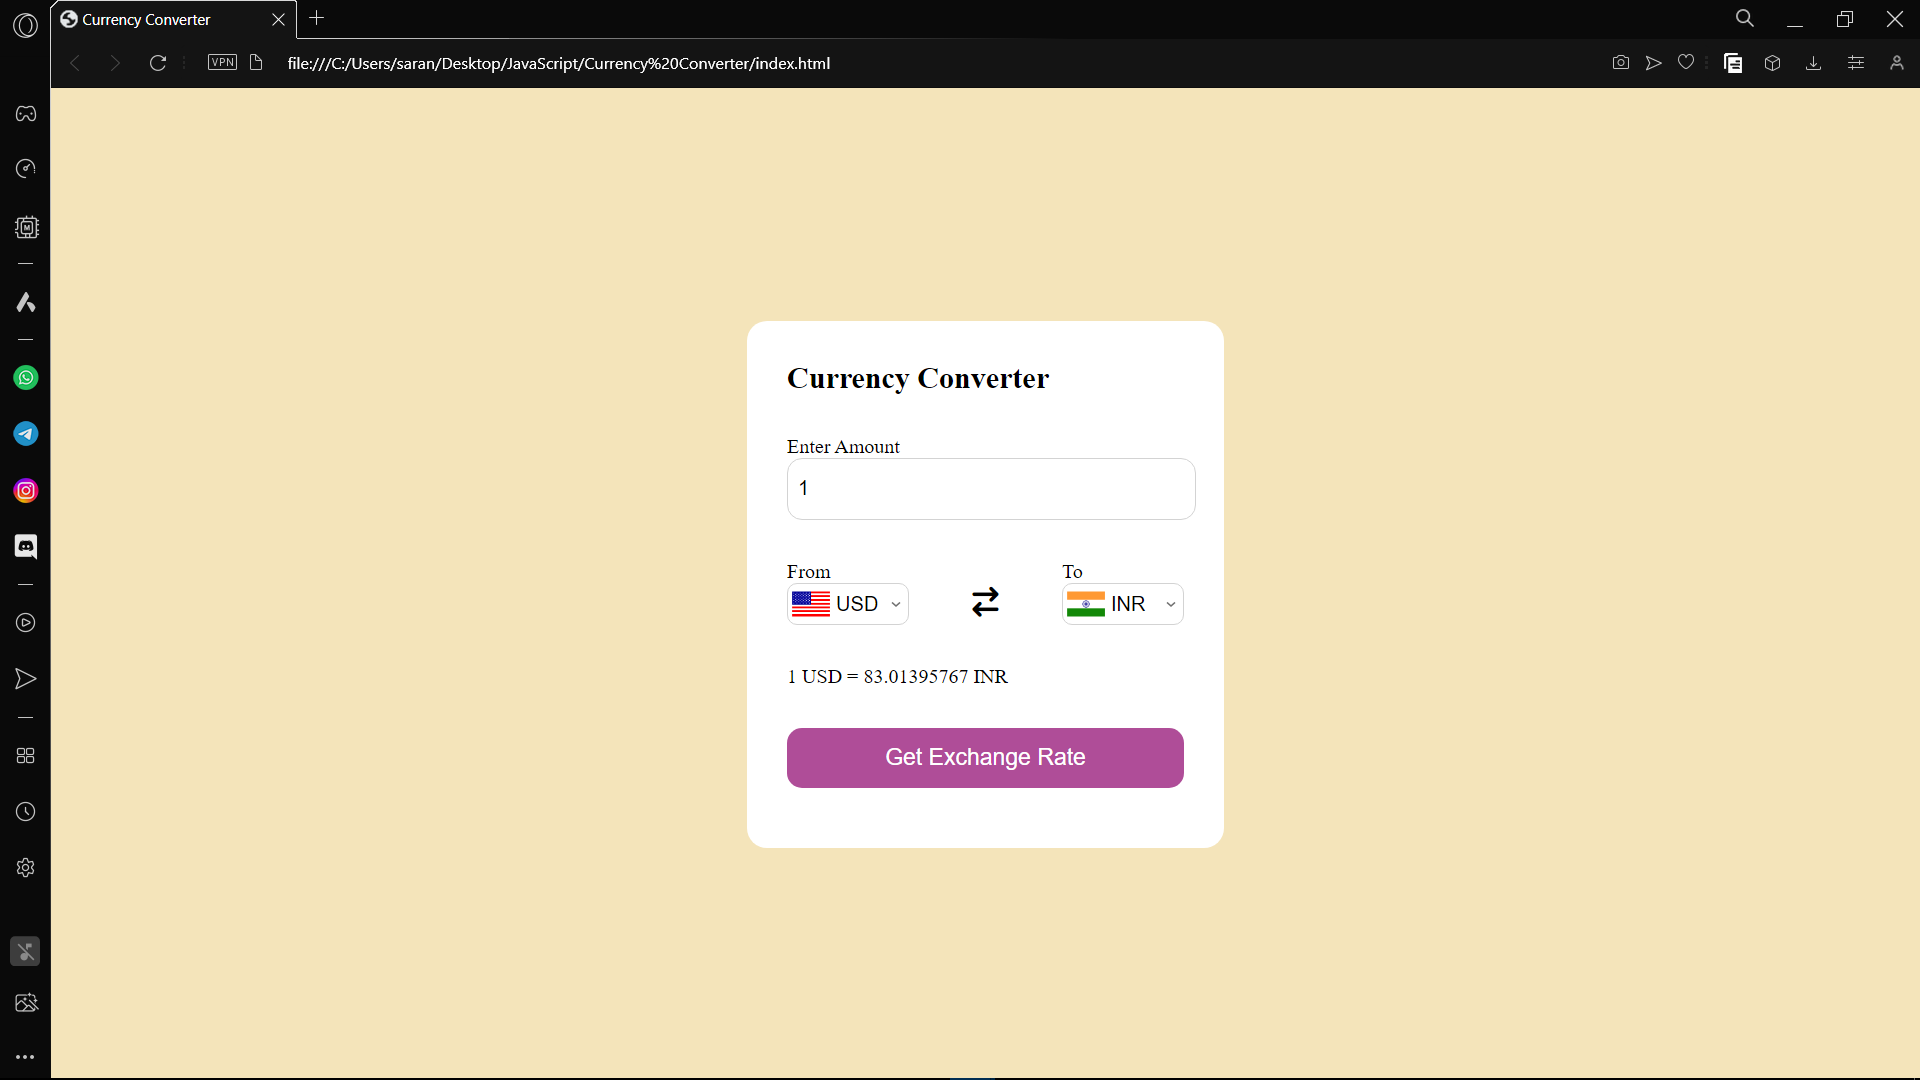 Currency Converter
VPN
file:///C:/Users/saran/Desktop/JavaScript/Currency%20Converter/index.html
M
Currency Converter
Enter Amount
1
From
To
USD
INR
1 USD = 83.01395767 INR
Get Exchange Rate